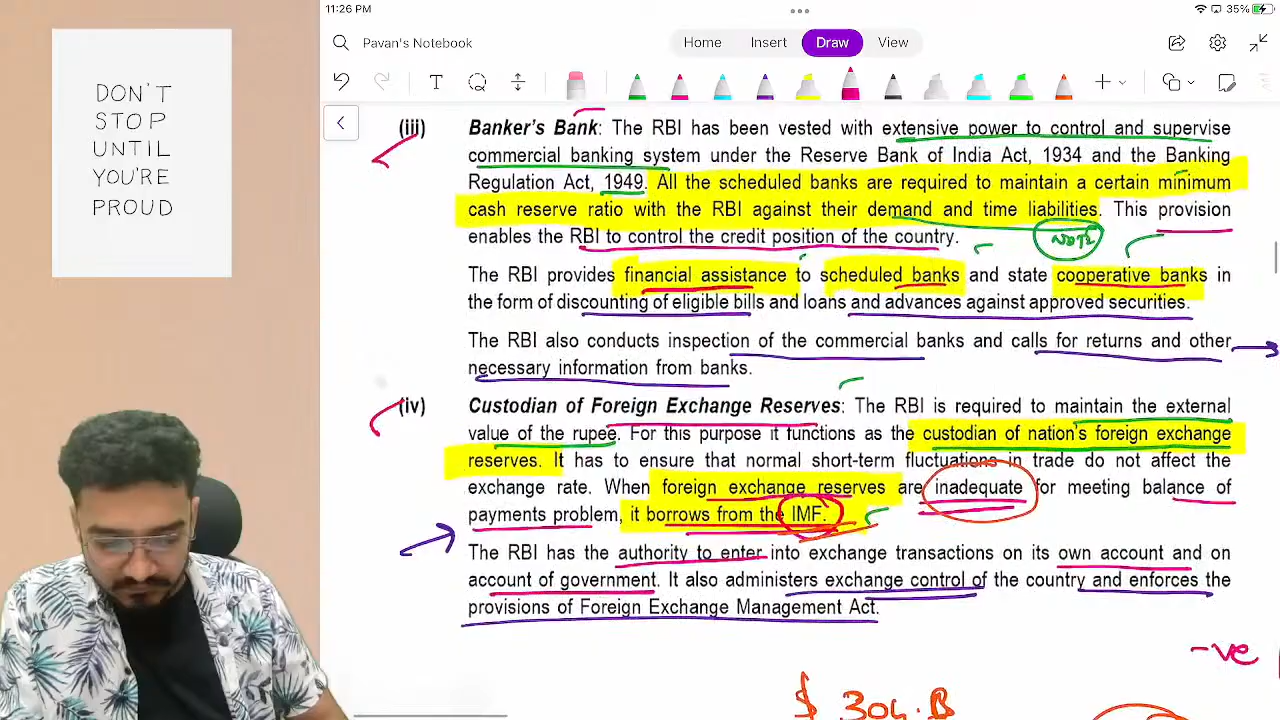 11:26 PM
35%
DON'T
STOP
UNTIL
YOU'RE
PROUD
Pavan's Notebook
Home Insert Draw View
(iii) Banker's Bank: The RBI has been vested with extensive power to control and supervise
commercial banking system under the Reserve Bank of India Act, 1934 and the Banking
Regulation Act, 1949. All the scheduled banks are required to maintain a certain minimum
cash reserve ratio with the RBI against their demand and time liabilities. This provision
enables the RBI to control the credit position of the country.
NOTE
The RBI provides financial assistance to scheduled banks and state cooperative banks in
the form of discounting of eligible bills and loans and advances against approved securities.
The RBI also conducts inspection of the commercial banks and calls for returns and other
necessary information from banks.
(iv) Custodian of Foreign Exchange Reserves: The RBI is required to maintain the external
value of the rupee. For this purpose it functions as the custodian of nation's foreign exchange
reserves. It has to ensure that normal short-term fluctuations in trade do not affect the
exchange rate. When foreign exchange reserves are inadequate for meeting balance of
payments problem, it borrows from the IMF.
The RBI has the authority to enter into exchange transactions on its own account and on
account of government. It also administers exchange control of the country and enforces the
provisions of Foreign Exchange Management Act.
-ve
$ 304.B